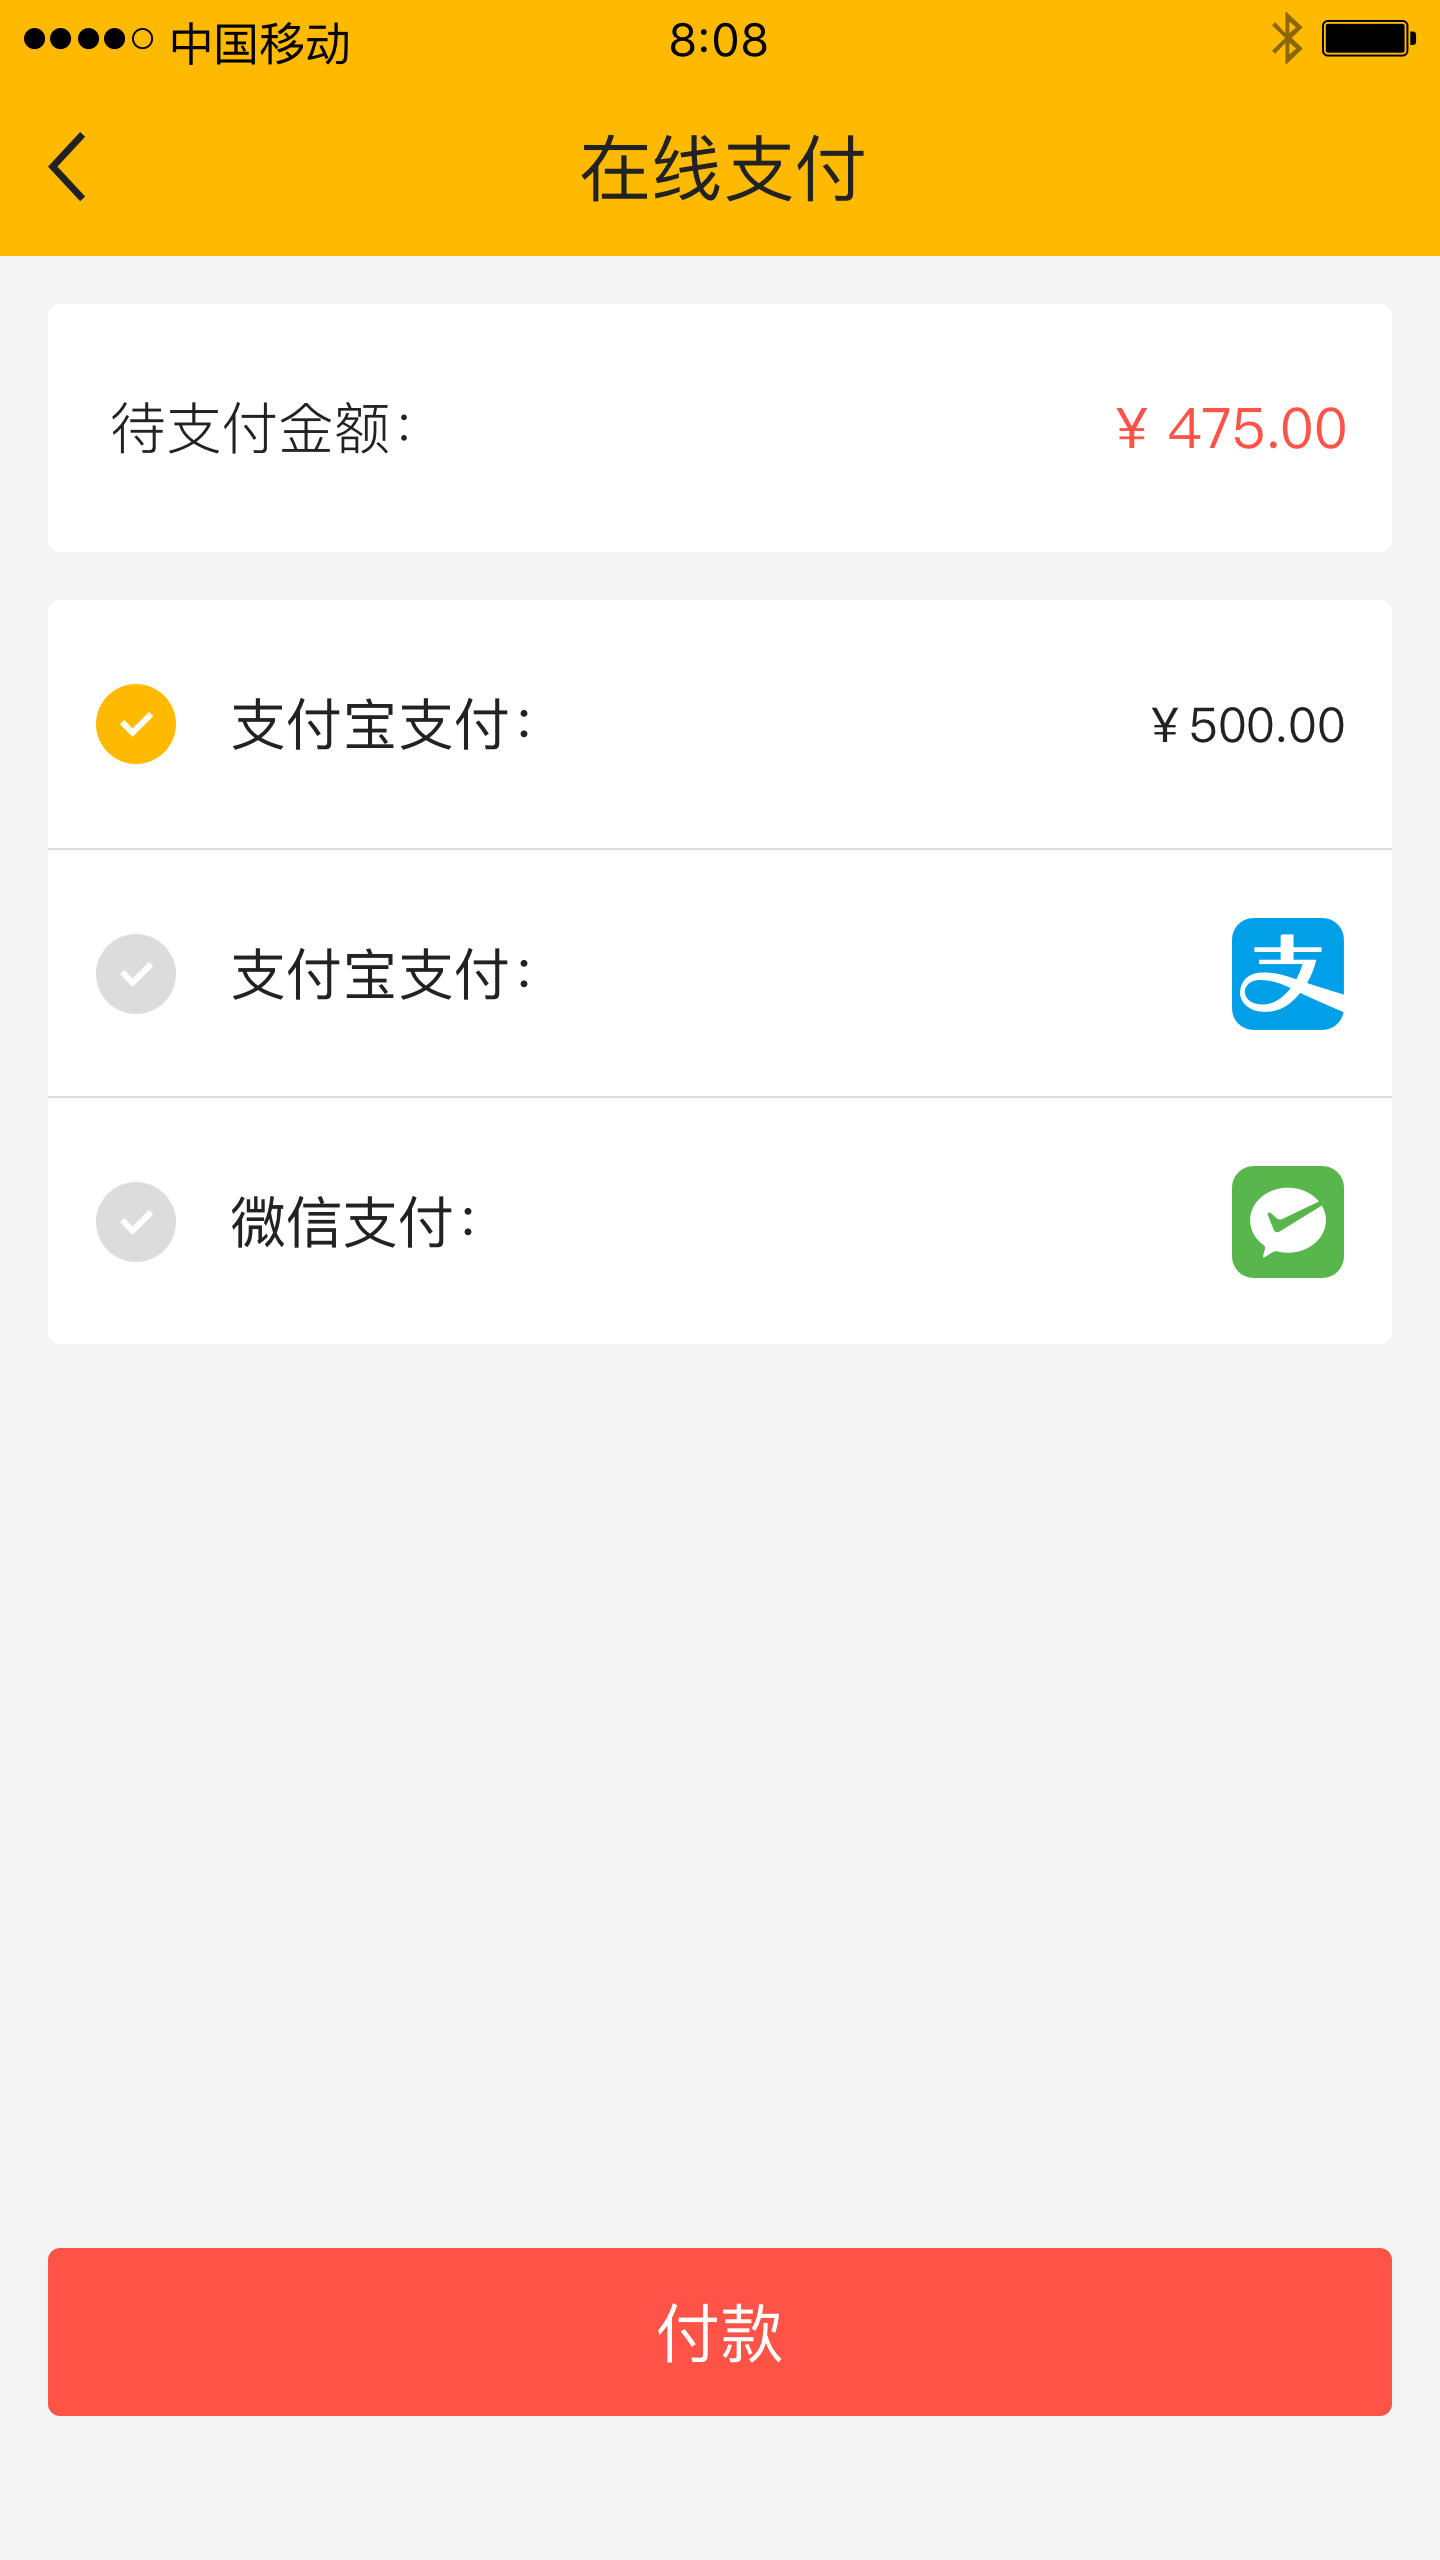 中国移动 8:08
在线支付
待支付金额： ¥ 475.00
支付宝支付： ¥500.00
支付宝支付： 支
微信支付：
付款